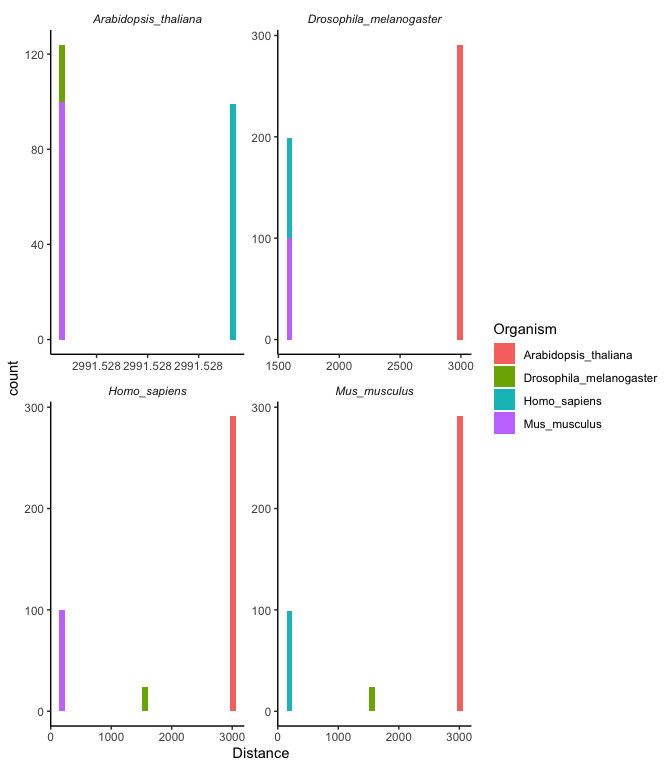 Arabidopsis_thaliana
Drosophila_melanogaster
120
80
40
0
2991.528 2991.528 2991.528
300
200
100
0
1500 2000 2500 3000
Homo_sapiens
Mus_musculus
300
200
100
0
0 1000 2000 3000
300
200
100
0
0 1000 2000 3000
count
Distance
Organism
Arabidopsis_thaliana
Drosophila_melanogaster
Homo_sapiens
Mus_musculus